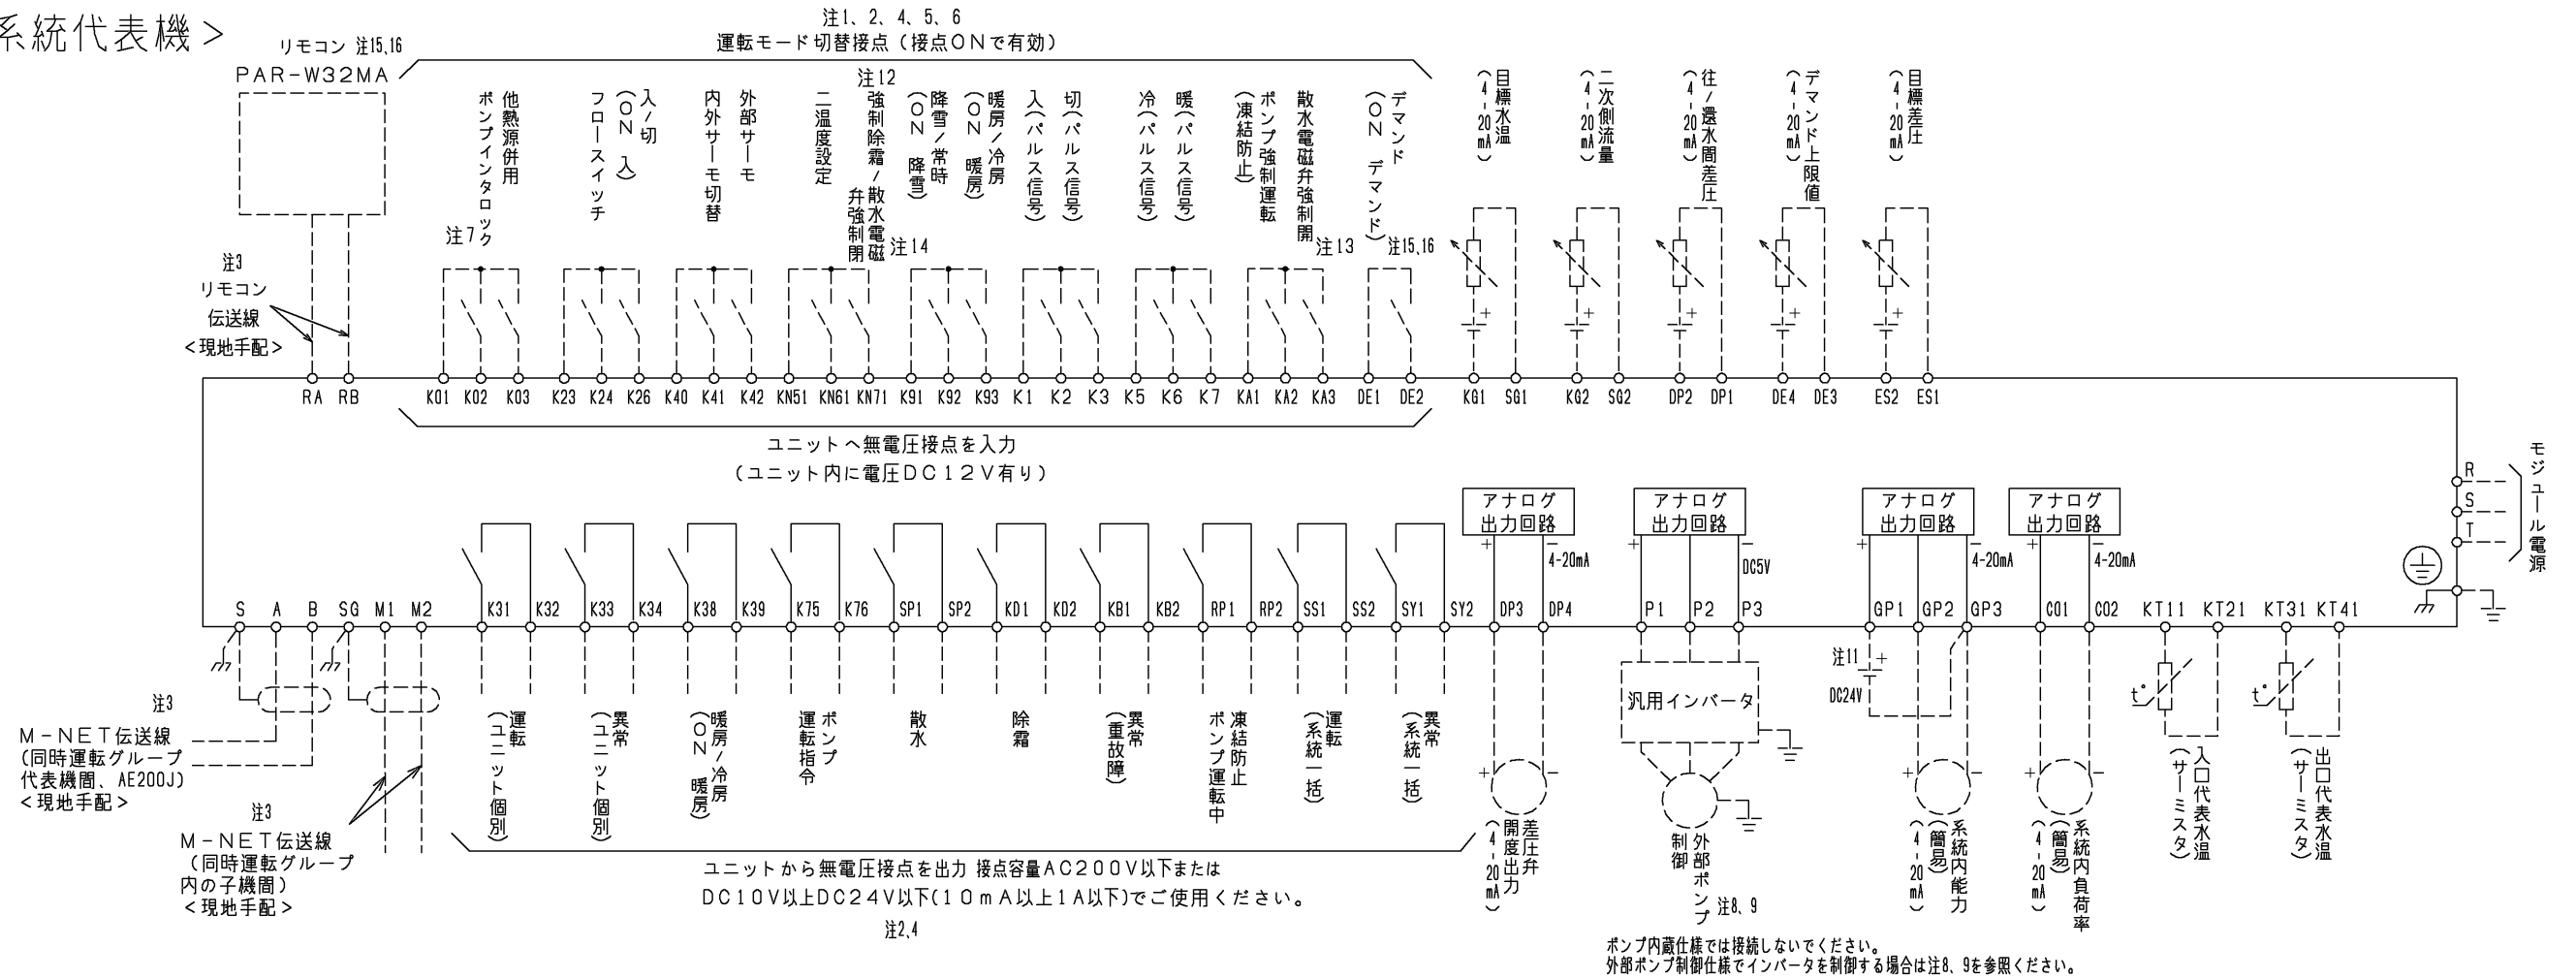 系統代表機>
注1、2、4、5、6
運転モード切替接点(接点ONで有効)
リモコン 注15,16
PAR-W32MA
注3
リモコン
伝送線
<現地手配>
他熱源併用
ポンプインタロック
注7
入/切
(ON 入)
フロースイッチ
外部サーモ
内外サーモ切替
二温度設定
注12
強制除霜/散水電磁
弁強制閉
注14
暖房/冷房
(ON 暖房)
降雪/常時
(ON 降雪)
切(パルス信号)
入(パルス信号)
暖(パルス信号)
冷(パルス信号)
散水電磁弁強制開
ポンプ強制運転
(凍結防止)
注13
デマンド
(ON デマンド)
注15,16
目標水温
(4-20mA)
二次側流量
(4-20mA)
往/還水間差圧
(4-20mA)
デマンド上限値
(4-20mA)
目標差圧
(4-20mA)
+ + + + +
RA RB K01 K02 K03 K23 K24 K26 K40 K41 K42 KN51 KN61 KN71 K91 K92 K93 K1 K2 K3 K5 K6 K7 KA1 KA2 KA3 DE1 DE2 KG1 SG1 KG2 SG2 DP2 DP1 DE4 DE3 ES2 ES1
ユニットへ無電圧接点を入力
(ユニット内に電圧DC12V有り)
R
S
T
モジュール電源
アナログ
出力回路
+ - 4-20mA
アナログ
出力回路
+ - DC5V
アナログ
出力回路
+ - 4-20mA
アナログ
出力回路
+ - 4-20mA
S A B SG M1 M2 K31 K32 K33 K34 K38 K39 K75 K76 SP1 SP2 KD1 KD2 KB1 KB2 RP1 RP2 SS1 SS2 SY1 SY2 DP3 DP4 P1 P2 P3 GP1 GP2 GP3 CO1 CO2 KT11 KT21 KT31 KT41
注3
M-NET伝送線
(同時運転グループ
代表機間、AE200J)
<現地手配>
注3
M-NET伝送線
(同時運転グループ
内の子機間)
<現地手配>
運転
(ユニット個別)
異常
(ユニット個別)
暖房/冷房
(ON 暖房)
ポンプ
運転指令
散水
除霜
異常
(重故障)
凍結防止
ポンプ運転中
運転
(系統一括)
異常
(系統一括)
ユニットから無電圧接点を出力 接点容量AC200V以下または
DC10V以上DC24V以下(10mA以上1A以下)でご使用ください。
注2,4
+ -
差圧弁
開度出力
(4-20mA)
汎用インバータ
外部ポンプ
制御
注8、9
注11 +
DC24V
+ -
系統内能力
(簡易)
(4-20mA)
+ -
系統内負荷率
(簡易)
(4-20mA)
t°
入口代表水温
(サーミスタ)
t°
出口代表水温
(サーミスタ)
ポンプ内蔵仕様では接続しないでください。
外部ポンプ制御仕様でインバータを制御する場合は注8、9を参照ください。